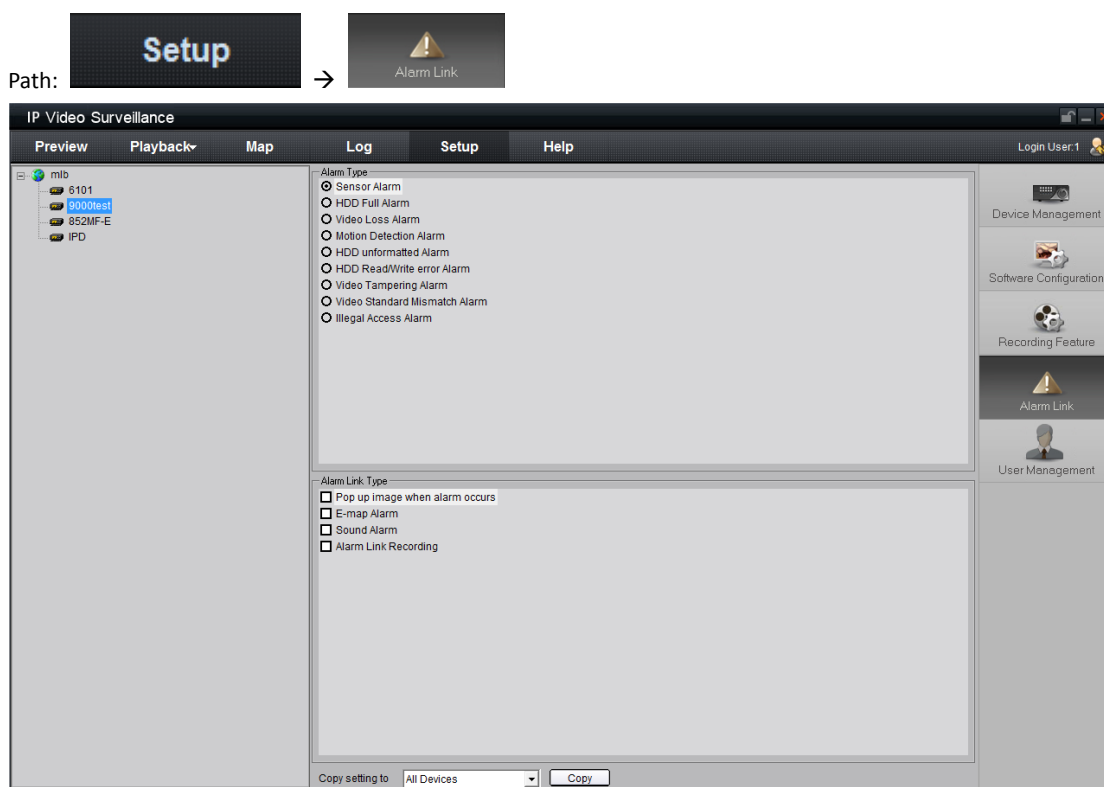 Path: Setup → Alarm Link
IP Video Surveillance
Preview Playback Map Log Setup Help Login User:1
mlb
6101
9000test
852MF-E
IPD
Alarm Type
Sensor Alarm
HDD Full Alarm
Video Loss Alarm
Motion Detection Alarm
HDD unformatted Alarm
HDD Read/Write error Alarm
Video Tampering Alarm
Video Standard Mismatch Alarm
Illegal Access Alarm
Alarm Link Type
Pop up image when alarm occurs
E-map Alarm
Sound Alarm
Alarm Link Recording
Copy setting to All Devices Copy
Device Management
Software Configuration
Recording Feature
Alarm Link
User Management